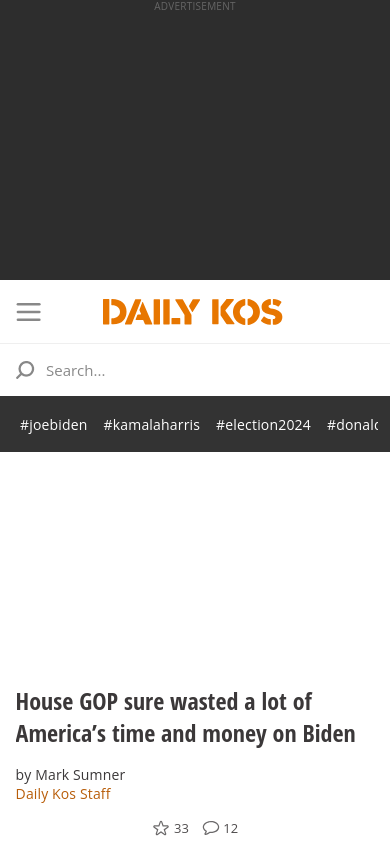 ADVERTISEMENT
DAILY KOS
Search...
#joebiden #kamalaharris #election2024 #donald
House GOP sure wasted a lot of
America’s time and money on Biden
by Mark Sumner
Daily Kos Staff
33 12